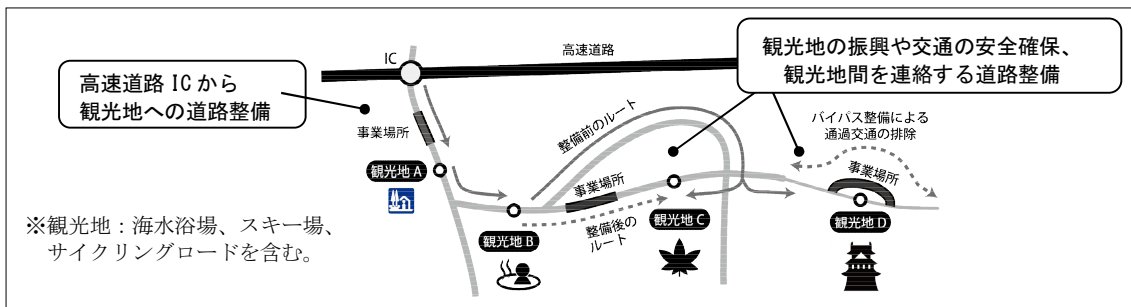 高速道路
IC
観光地の振興や交通の安全確保、
観光地間を連絡する道路整備
高速道路 IC から
観光地への道路整備
事業場所
整備前のルート
バイパス整備による
通過交通の排除
観光地 A
事業場所
事業場所
整備後の
ルート
観光地 B
観光地 C
観光地 D
※観光地：海水浴場、スキー場、
サイクリングロードを含む。